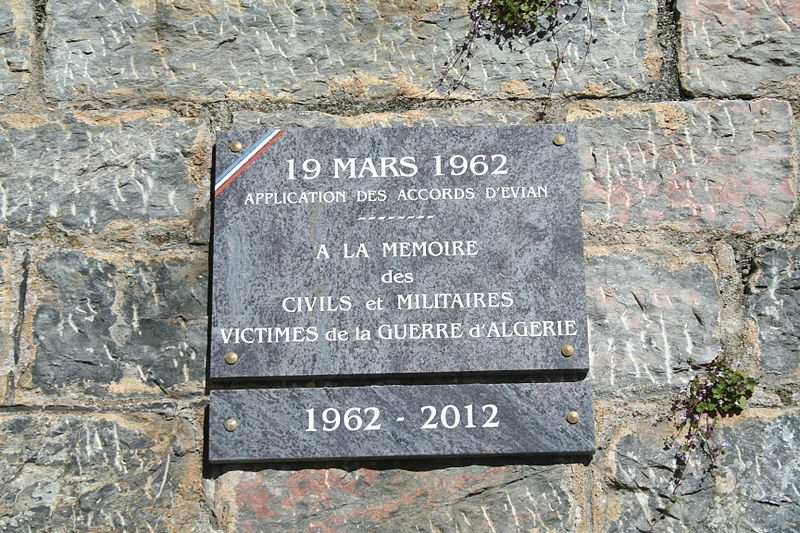 19 MARS 1962
APPLICATION DES ACCORDS D'EVIAN
--------
A LA MEMOIRE
des
CIVILS et MILITAIRES
VICTIMES de la GUERRE d'ALGERIE
1962 - 2012